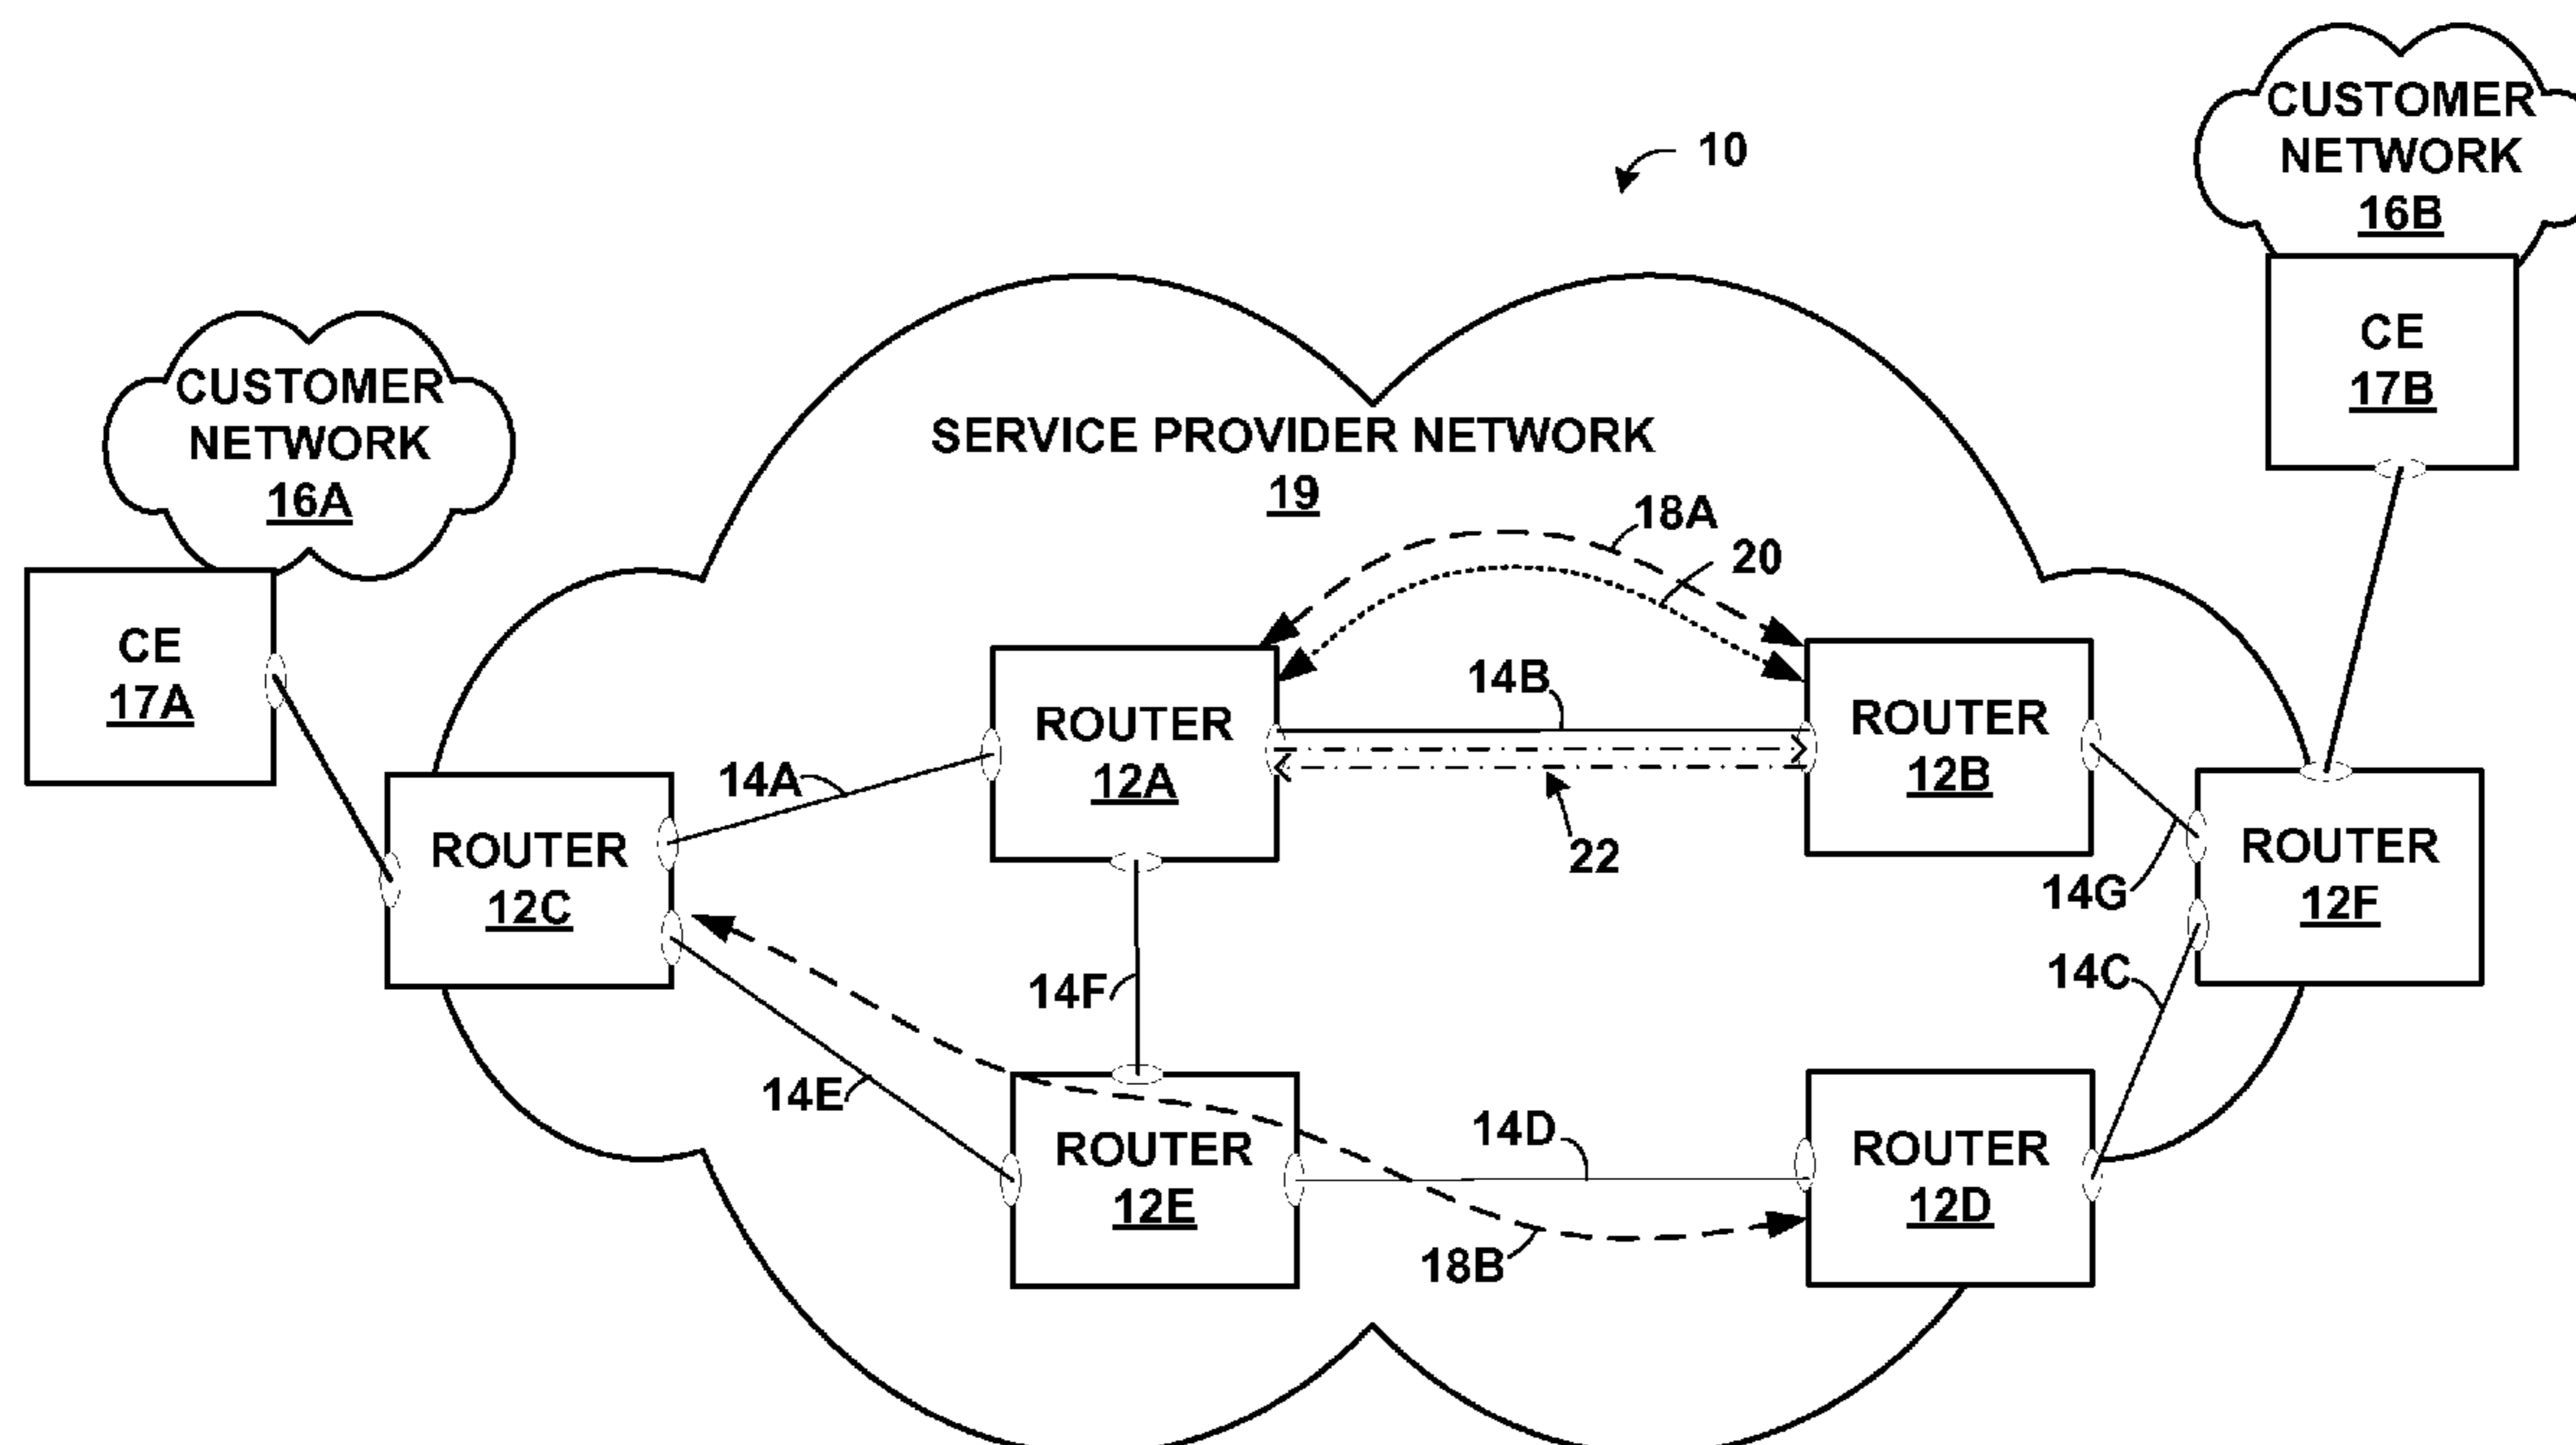 10
CUSTOMER
NETWORK
16B
CE
17B
CUSTOMER
NETWORK
16A
CE
17A
SERVICE PROVIDER NETWORK
19
18A
20
14B
ROUTER
12A
ROUTER
12B
14A
22
ROUTER
12C
14G
ROUTER
12F
14F
14C
14E
ROUTER
12E
14D
ROUTER
12D
18B